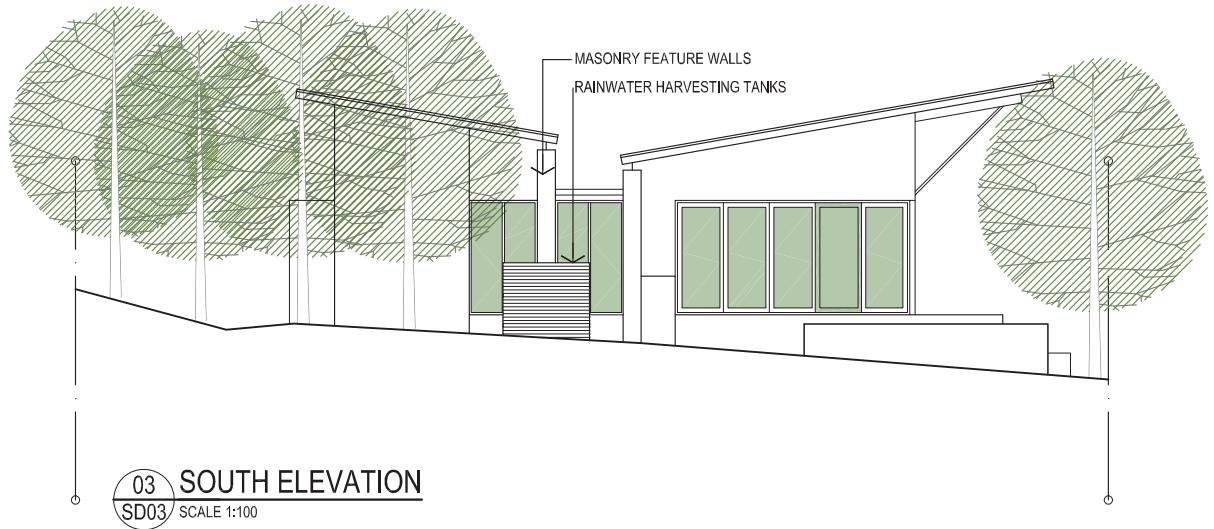 MASONRY FEATURE WALLS
RAINWATER HARVESTING TANKS
03
SD03
SOUTH ELEVATION
SCALE 1:100